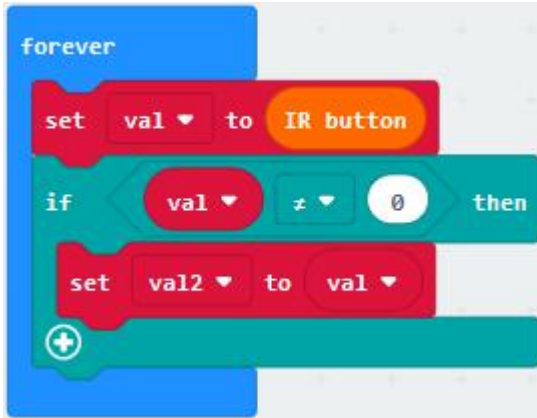 forever
set val to IR button
if val ≠ 0 then
set val2 to val